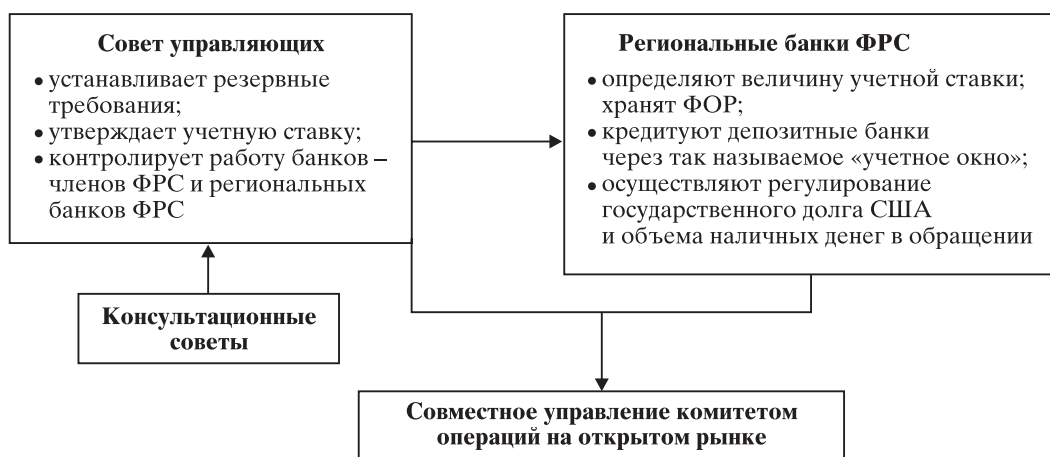 Совет управляющих
• устанавливает резервные
требования;
• утверждает учетную ставку;
• контролирует работу банков –
членов ФРС и региональных
банков ФРС
Региональные банки ФРС
• определяют величину учетной ставки;
хранят ФОР;
• кредитуют депозитные банки
через так называемое «учетное окно»;
• осуществляют регулирование
государственного долга США
и объема наличных денег в обращении
Консультационные
советы
Совместное управление комитетом
операций на открытом рынке